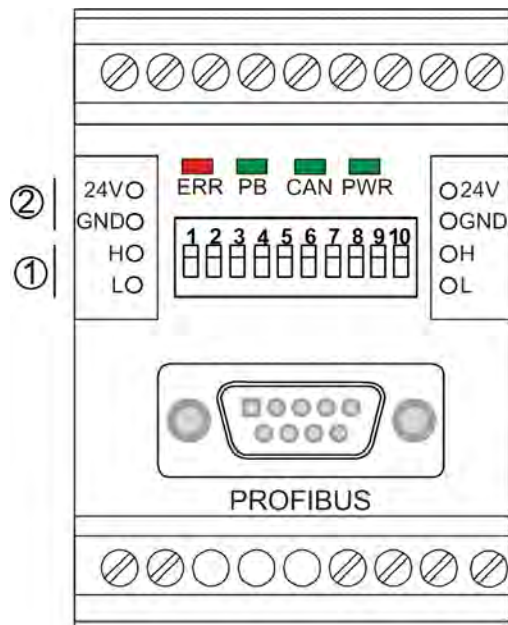 ERR PB CAN PWR
② 24V 24V
GND GND
1 2 3 4 5 6 7 8 9 10
① H H
L L
PROFIBUS